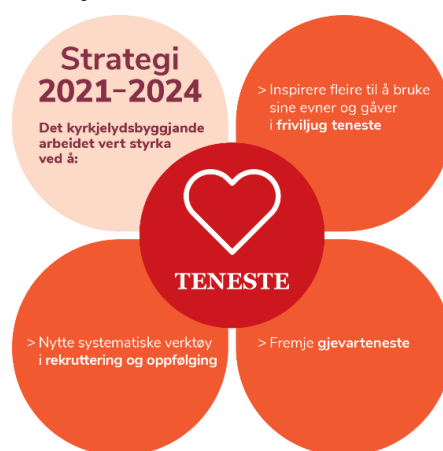 Strategi
2021–2024
Det kyrkjelydsbyggjande
arbeidet vert styrka
ved å:
> Inspirere fleire til å bruke
sine evner og gåver
i friviljug teneste
TENESTE
> Nytte systematiske verktøy
i rekruttering og oppfølging
> Fremje gjevarteneste